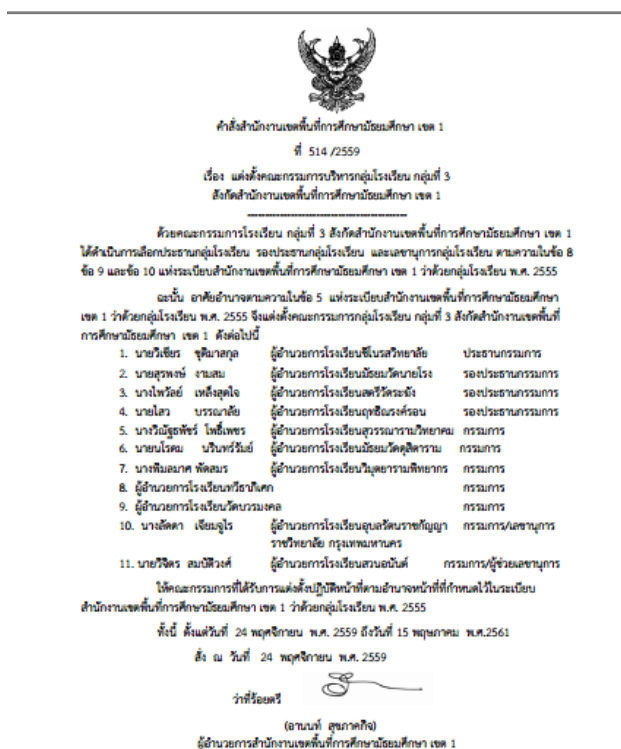 คำสั่งสำนักงานเขตพื้นที่การศึกษามัธยมศึกษา เขต 1
ที่ 514 /2559
เรื่อง แต่งตั้งคณะกรรมการบริหารกลุ่มโรงเรียน กลุ่มที่ 3
สังกัดสำนักงานเขตพื้นที่การศึกษามัธยมศึกษา เขต 1
ด้วยคณะกรรมการโรงเรียน กลุ่มที่ 3 สังกัดสำนักงานเขตพื้นที่การศึกษามัธยมศึกษา เขต 1
ได้ดำเนินการเลือกประธานกลุ่มโรงเรียน รองประธานกลุ่มโรงเรียน และเลขานุการกลุ่มโรงเรียน ตามความในข้อ 8
ข้อ 9 และข้อ 10 แห่งระเบียบสำนักงานเขตพื้นที่การศึกษามัธยมศึกษา เขต 1 ว่าด้วยกลุ่มโรงเรียน พ.ศ. 2555
ฉะนั้น อาศัยอำนาจตามความในข้อ 5 แห่งระเบียบสำนักงานเขตพื้นที่การศึกษามัธยมศึกษา
เขต 1 ว่าด้วยกลุ่มโรงเรียน พ.ศ. 2555 จึงแต่งตั้งคณะกรรมการกลุ่มโรงเรียน กลุ่มที่ 3 สังกัดสำนักงานเขตพื้นที่
การศึกษามัธยมศึกษา เขต 1 ดังต่อไปนี้
1. นายวิเชียร ชุติมาสกุล ผู้อำนวยการโรงเรียนชิโนรสวิทยาลัย ประธานกรรมการ
2. นายสุรพงษ์ งามสม ผู้อำนวยการโรงเรียนมัธยมวัดนายโรง รองประธานกรรมการ
3. นางไพวัลย์ เหล็งสุดใจ ผู้อำนวยการโรงเรียนสตรีวัดระฆัง รองประธานกรรมการ
4. นายไสว บรรณาลัย ผู้อำนวยการโรงเรียนฤทธิณรงค์รอน รองประธานกรรมการ
5. นางวิณัฐธพัชร์ โพธิ์เพชร ผู้อำนวยการโรงเรียนสุวรรณารามวิทยาคม กรรมการ
6. นายนโรดม นรินทร์รัมย์ ผู้อำนวยการโรงเรียนมัธยมวัดดุสิตาราม กรรมการ
7. นางพิมลมาศ พัดสมร ผู้อำนวยการโรงเรียนวิมุตยารามพิทยากร กรรมการ
8. ผู้อำนวยการโรงเรียนทวีธาภิเศก กรรมการ
9. ผู้อำนวยการโรงเรียนวัดบวรมงคล กรรมการ
10. นางลัดดา เจียมจูไร ผู้อำนวยการโรงเรียนอุบลรัตนราชกัญญา กรรมการ/เลขานุการ
ราชวิทยาลัย กรุงเทพมหานคร
11. นายวิจิตร สมบัติวงศ์ ผู้อำนวยการโรงเรียนสวนอนันต์ กรรมการ/ผู้ช่วยเลขานุการ
ให้คณะกรรมการที่ได้รับการแต่งตั้งปฏิบัติหน้าที่ตามอำนาจหน้าที่ที่กำหนดไว้ในระเบียบ
สำนักงานเขตพื้นที่การศึกษามัธยมศึกษา เขต 1 ว่าด้วยกลุ่มโรงเรียน พ.ศ. 2555
ทั้งนี้ ตั้งแต่วันที่ 24 พฤศจิกายน พ.ศ. 2559 ถึงวันที่ 15 พฤษภาคม พ.ศ.2561
สั่ง ณ วันที่ 24 พฤศจิกายน พ.ศ. 2559
ว่าที่ร้อยตรี
(อานนท์ สุขภาคกิจ)
ผู้อำนวยการสำนักงานเขตพื้นที่การศึกษามัธยมศึกษา เขต 1